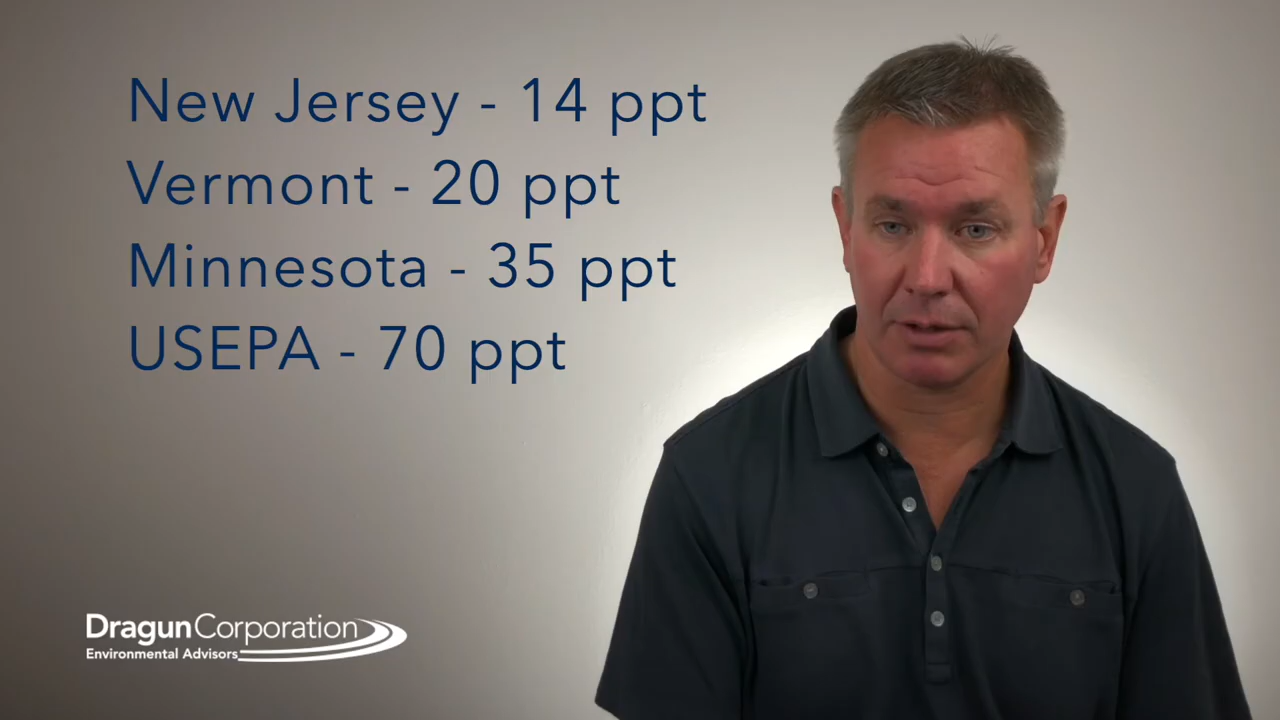 New Jersey - 14 ppt
Vermont - 20 ppt
Minnesota - 35 ppt
USEPA - 70 ppt
DragunCorporation
Environmental Advisors